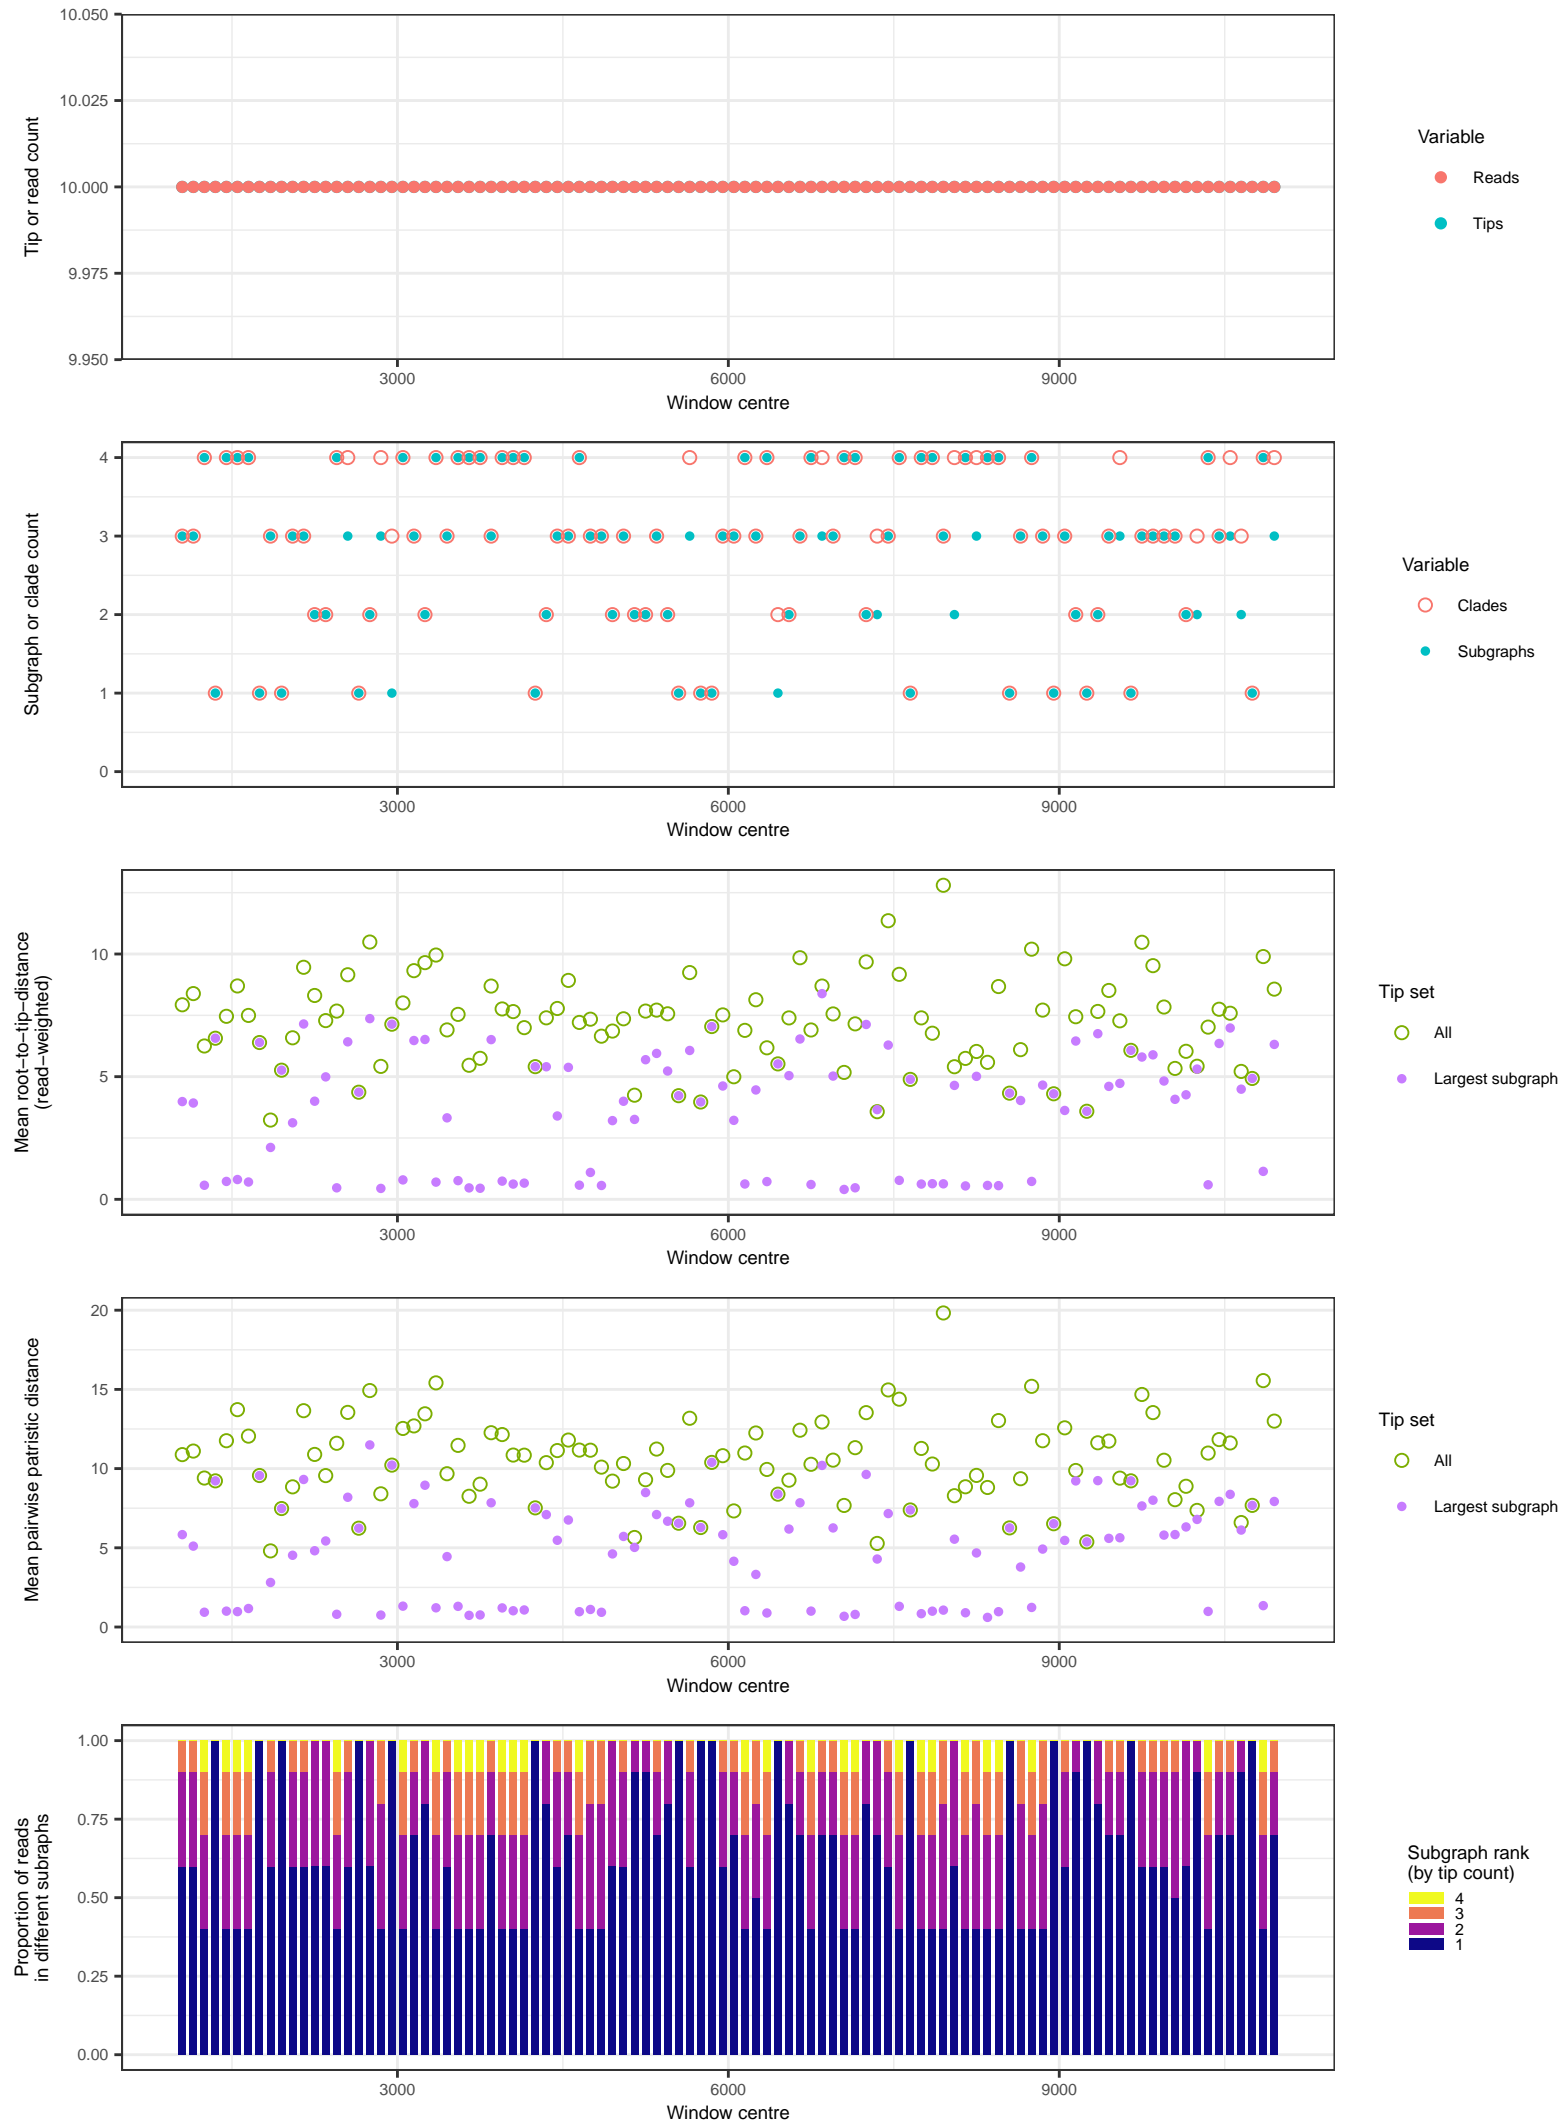 10.050
10.025
10.000
9.975
9.950
Tip or read count
3000
6000
9000
Window centre
Variable
Reads
Tips
4
3
2
1
0
Subgraph or clade count
3000
6000
9000
Window centre
Variable
Clades
Subgraphs
10
5
0
Mean root−to−tip−distance
(read−weighted)
3000
6000
9000
Window centre
Tip set
All
Largest subgraph
20
15
10
5
0
Mean pairwise patristic distance
3000
6000
9000
Window centre
Tip set
All
Largest subgraph
1.00
0.75
0.50
0.25
0.00
Proportion of reads
in different subraphs
3000
6000
9000
Window centre
Subgraph rank
(by tip count)
4
3
2
1